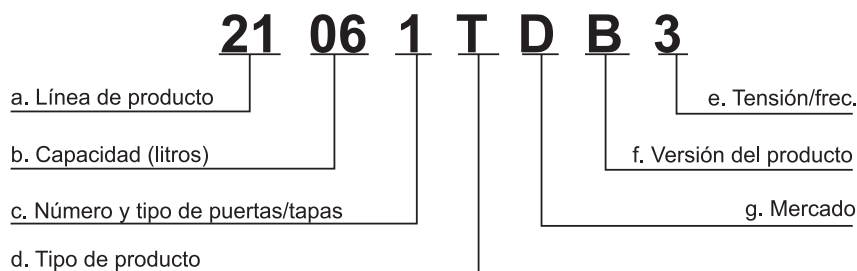 21 06 1 T D B 3
a. Línea de producto
e. Tensión/frec.
b. Capacidad (litros)
f. Versión del producto
c. Número y tipo de puertas/tapas
g. Mercado
d. Tipo de producto